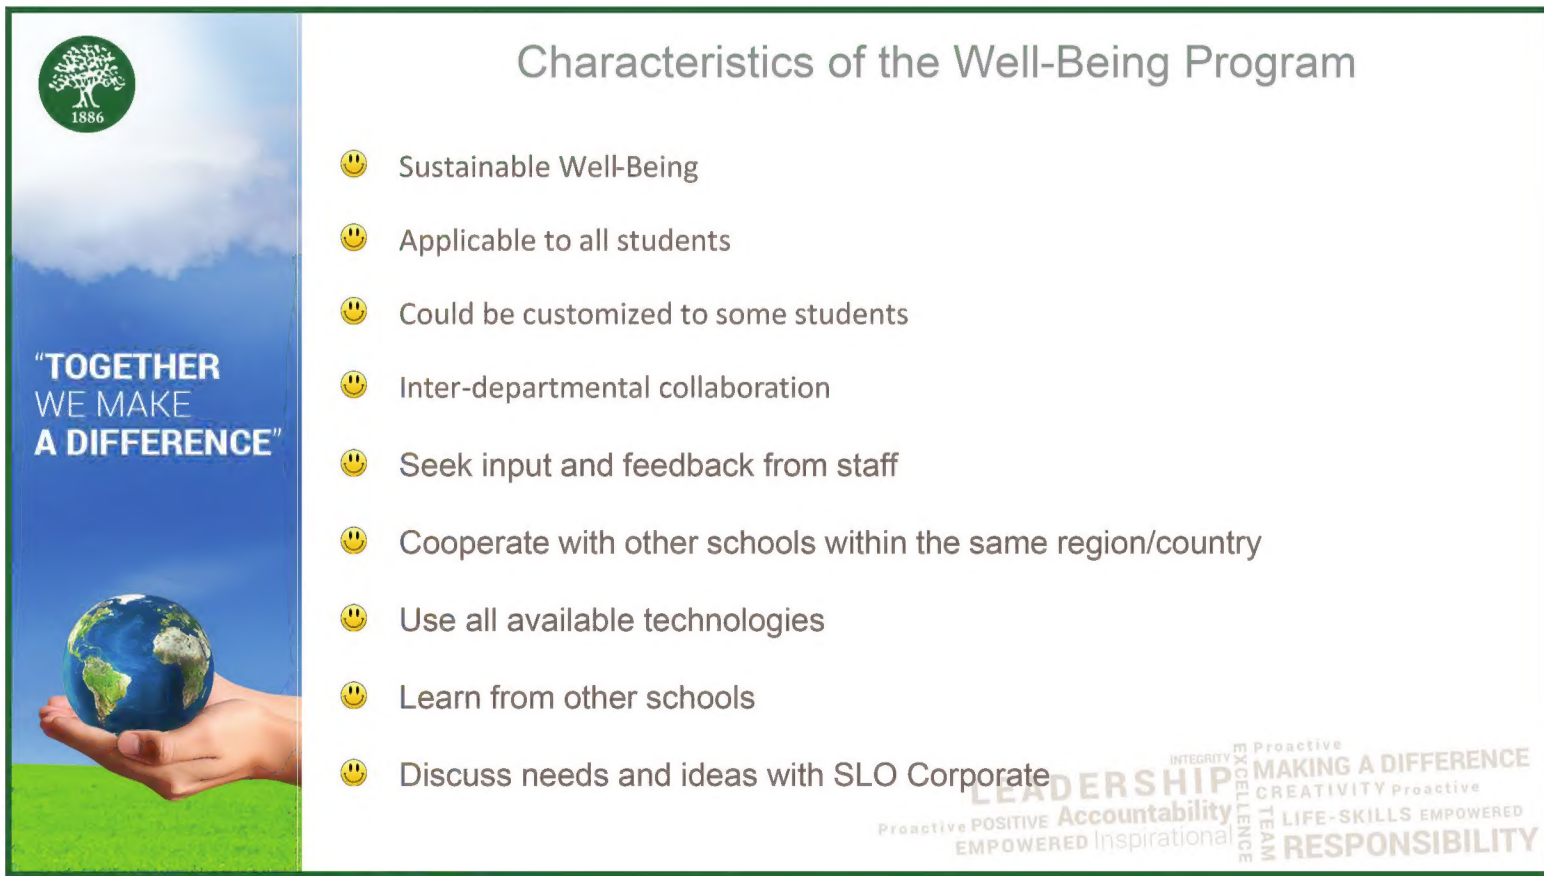 1886
Characteristics of the Well-Being Program
Sustainable Well-Being
Applicable to all students
Could be customized to some students
Inter-departmental collaboration
Seek input and feedback from staff
Cooperate with other schools within the same region/country
Use all available technologies
Learn from other schools
Discuss needs and ideas with SLO Corporate
“TOGETHER
WE MAKE
A DIFFERENCE”
INTEGRITY
EXCELLENCE
Proactive
LEADERSHIP
MAKING A DIFFERENCE
CREATIVITY Proactive
Proactive POSITIVE Accountability
TEAM
LIFE-SKILLS EMPOWERED
EMPOWERED Inspirational
RESPONSIBILITY